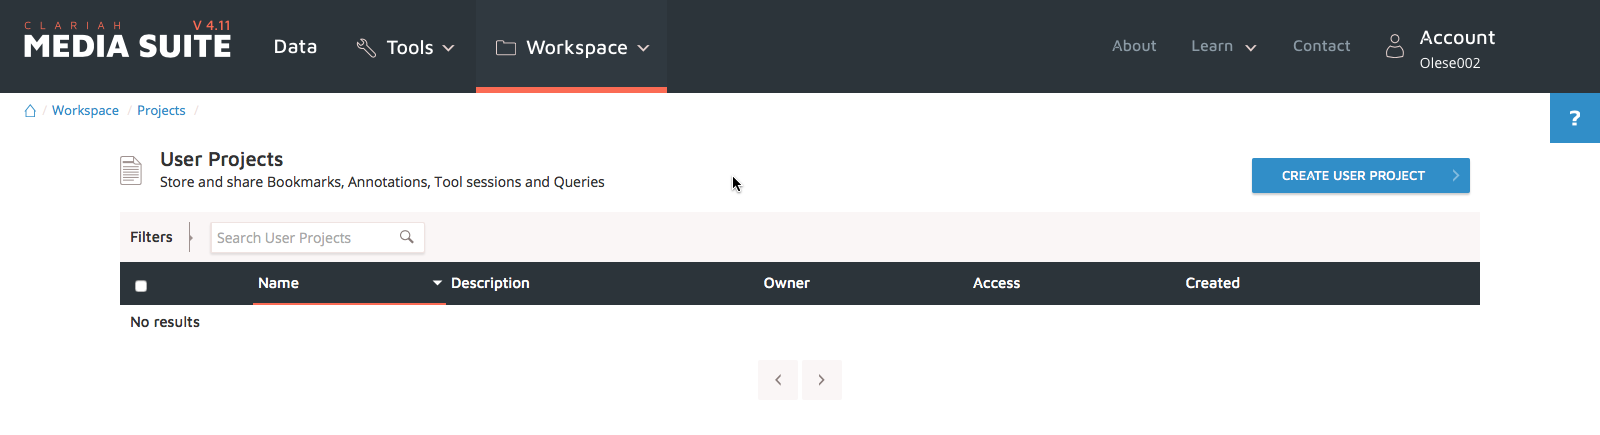 CLARIAH V 4.11
MEDIA SUITE
Data
Tools
Workspace
About
Learn
Contact
Account
Olese002
/ Workspace / Projects /
?
User Projects
Store and share Bookmarks, Annotations, Tool sessions and Queries
CREATE USER PROJECT
Filters
Search User Projects
Name Description Owner Access Created
No results